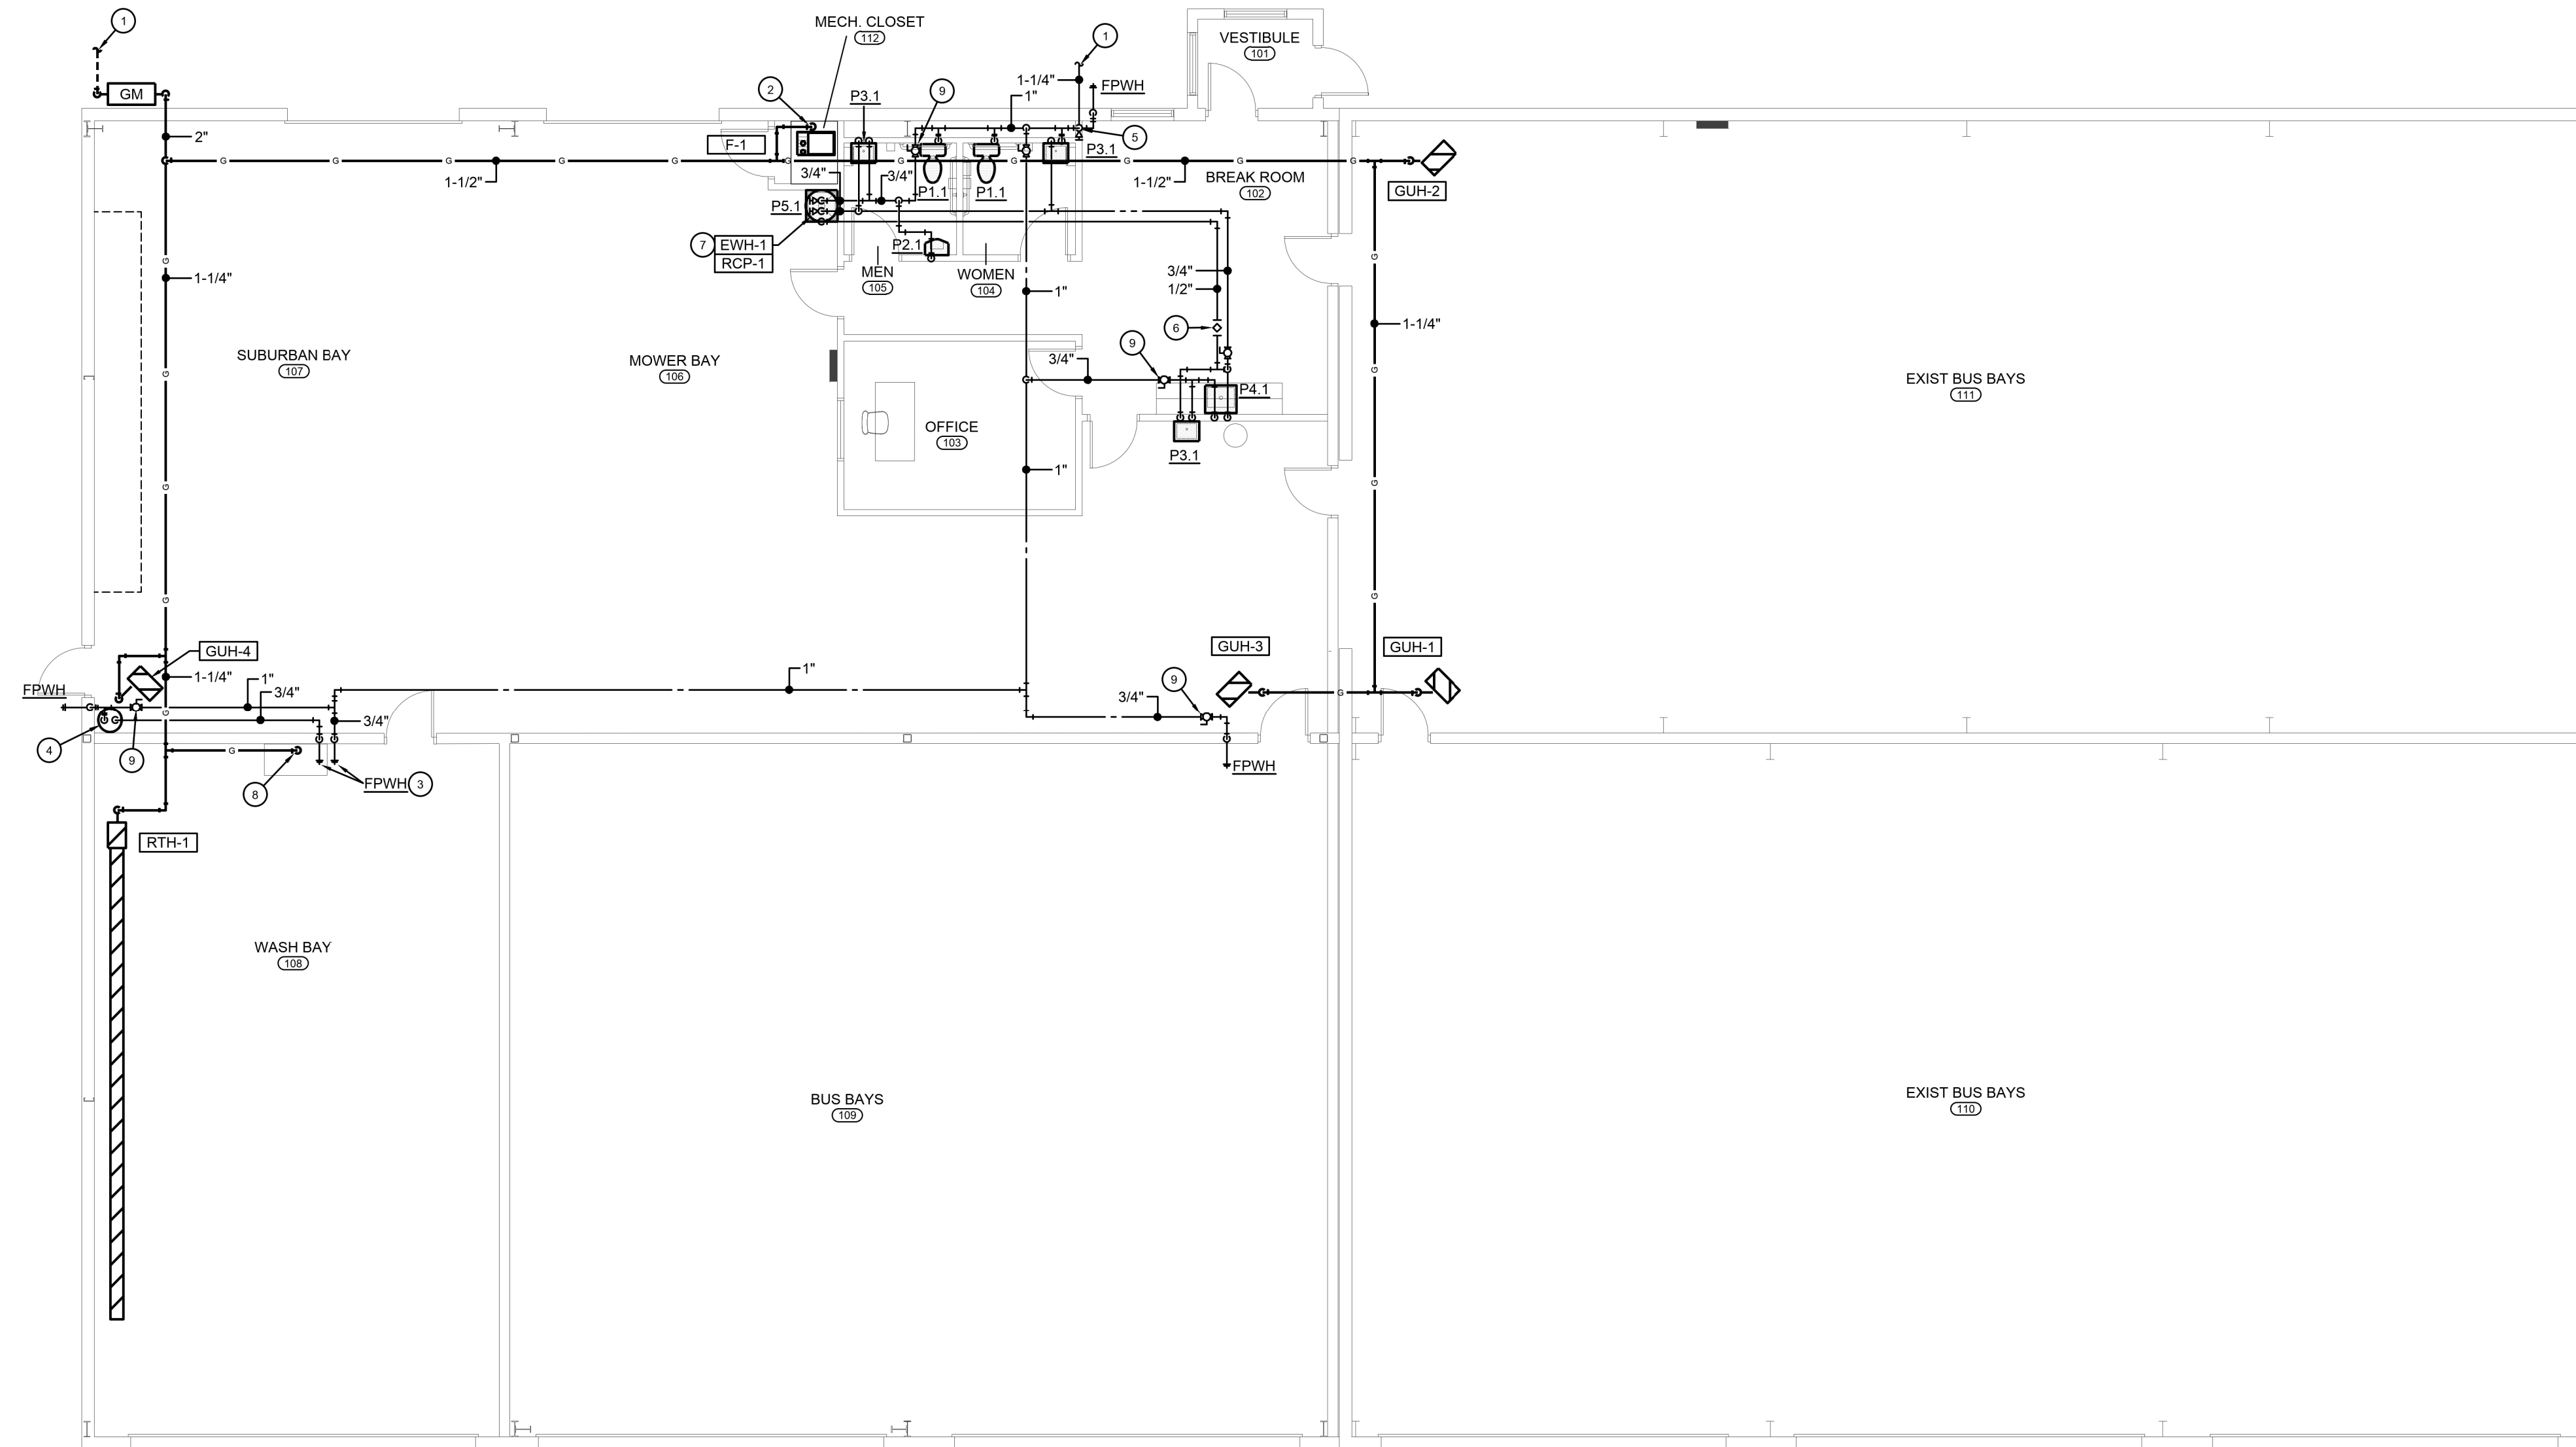 1
MECH. CLOSET
112
1
VESTIBULE
101
GM
2
P3.1
9
1"
1-1/4"
FPWH
2"
F-1
5
P3.1
G G G G G G G G G G G
1-1/2"
3/4"
3/4"
P1.1
P1.1
1-1/2"
BREAK ROOM
102
GUH-2
P5.1
7
EWH-1
RCP-1
P2.1
MEN
105
WOMEN
104
G
G
1-1/4"
1"
3/4"
1/2"
6
1-1/4"
SUBURBAN BAY
107
MOWER BAY
106
9
3/4"
G
G
P4.1
EXIST BUS BAYS
111
OFFICE
103
P3.1
1"
G
G
G
G
GUH-4
GUH-3
GUH-1
1-1/4"
1"
3/4"
1"
9
FPWH
3/4"
G
G
3/4"
4
9
G
8
FPWH
3
FPWH
RTH-1
WASH BAY
108
BUS BAYS
109
EXIST BUS BAYS
110